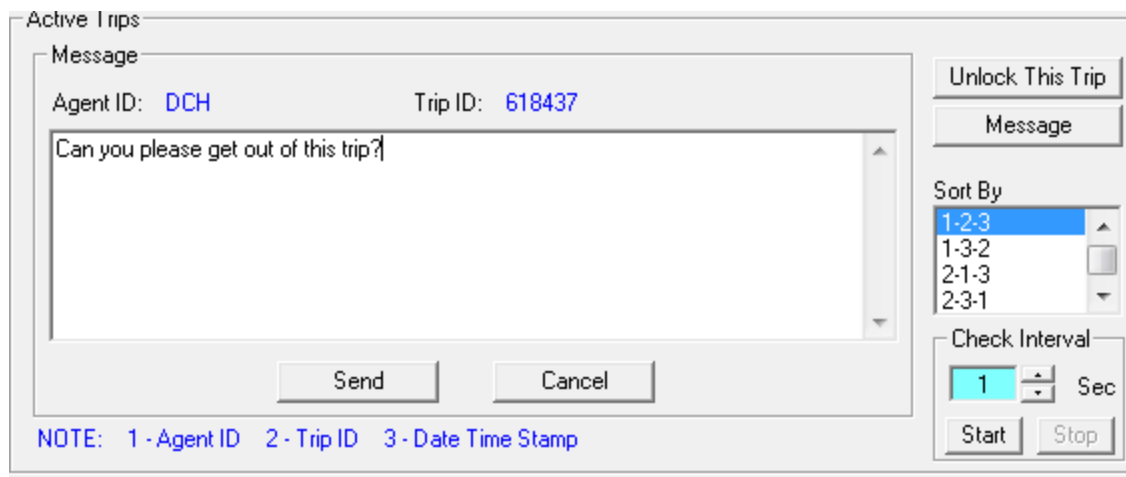 Active Trips
Message
Agent ID: DCH Trip ID: 618437
Can you please get out of this trip?
Send Cancel
NOTE: 1 - Agent ID 2 - Trip ID 3 - Date Time Stamp
Unlock This Trip
Message
Sort By
1-2-3
1-3-2
2-1-3
2-3-1
Check Interval
1 Sec
Start Stop